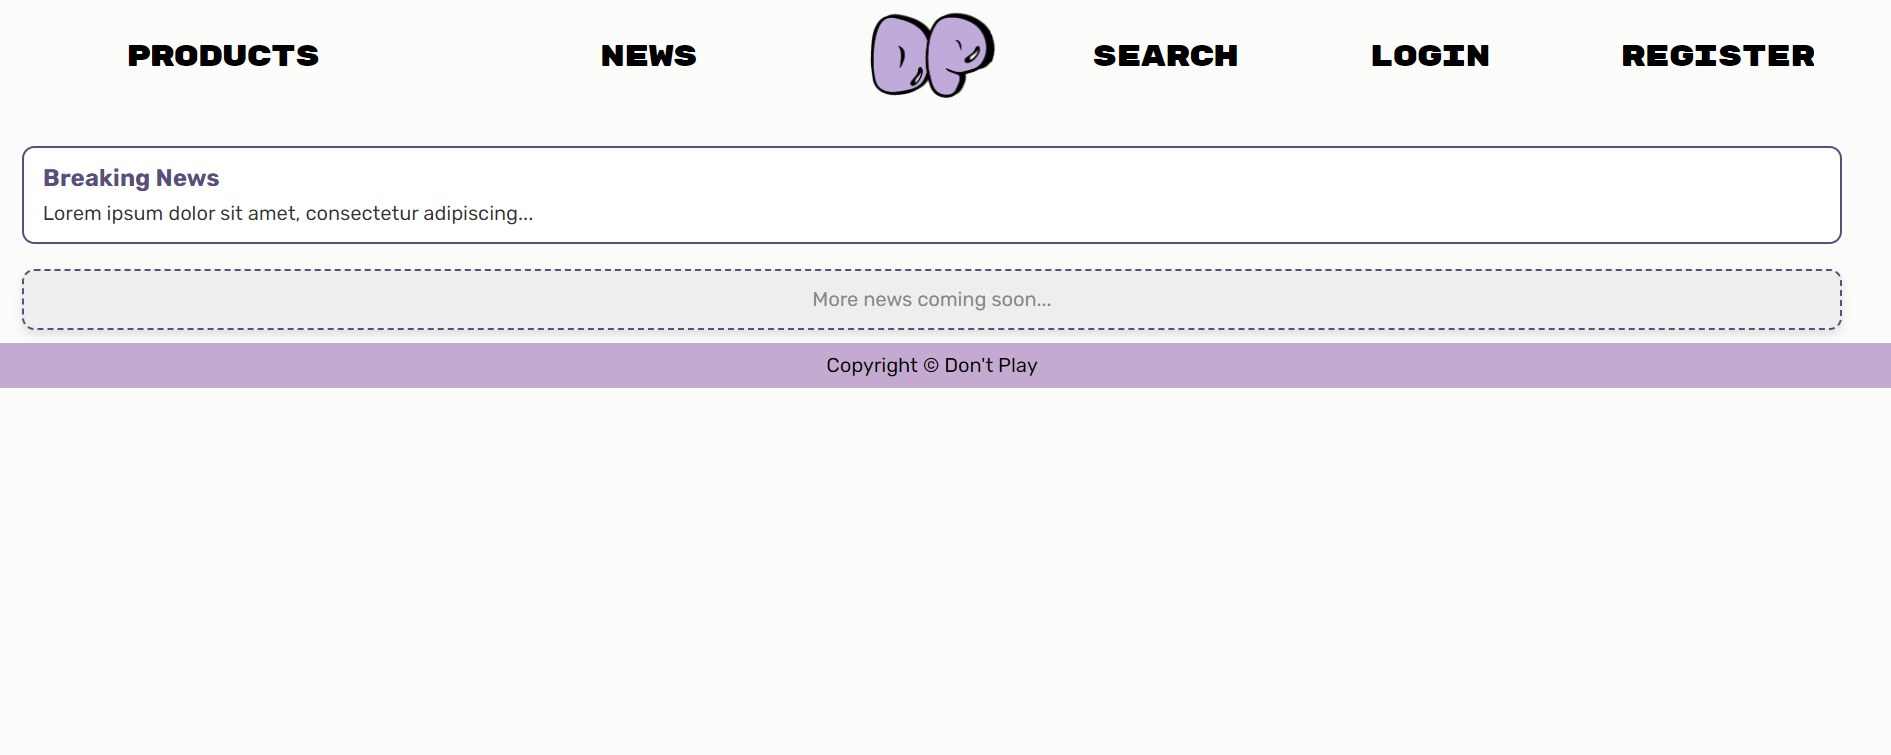 PRODUCTS NEWS DP SEARCH LOGIN REGISTER
Breaking News
Lorem ipsum dolor sit amet, consectetur adipiscing...
More news coming soon...
Copyright © Don't Play